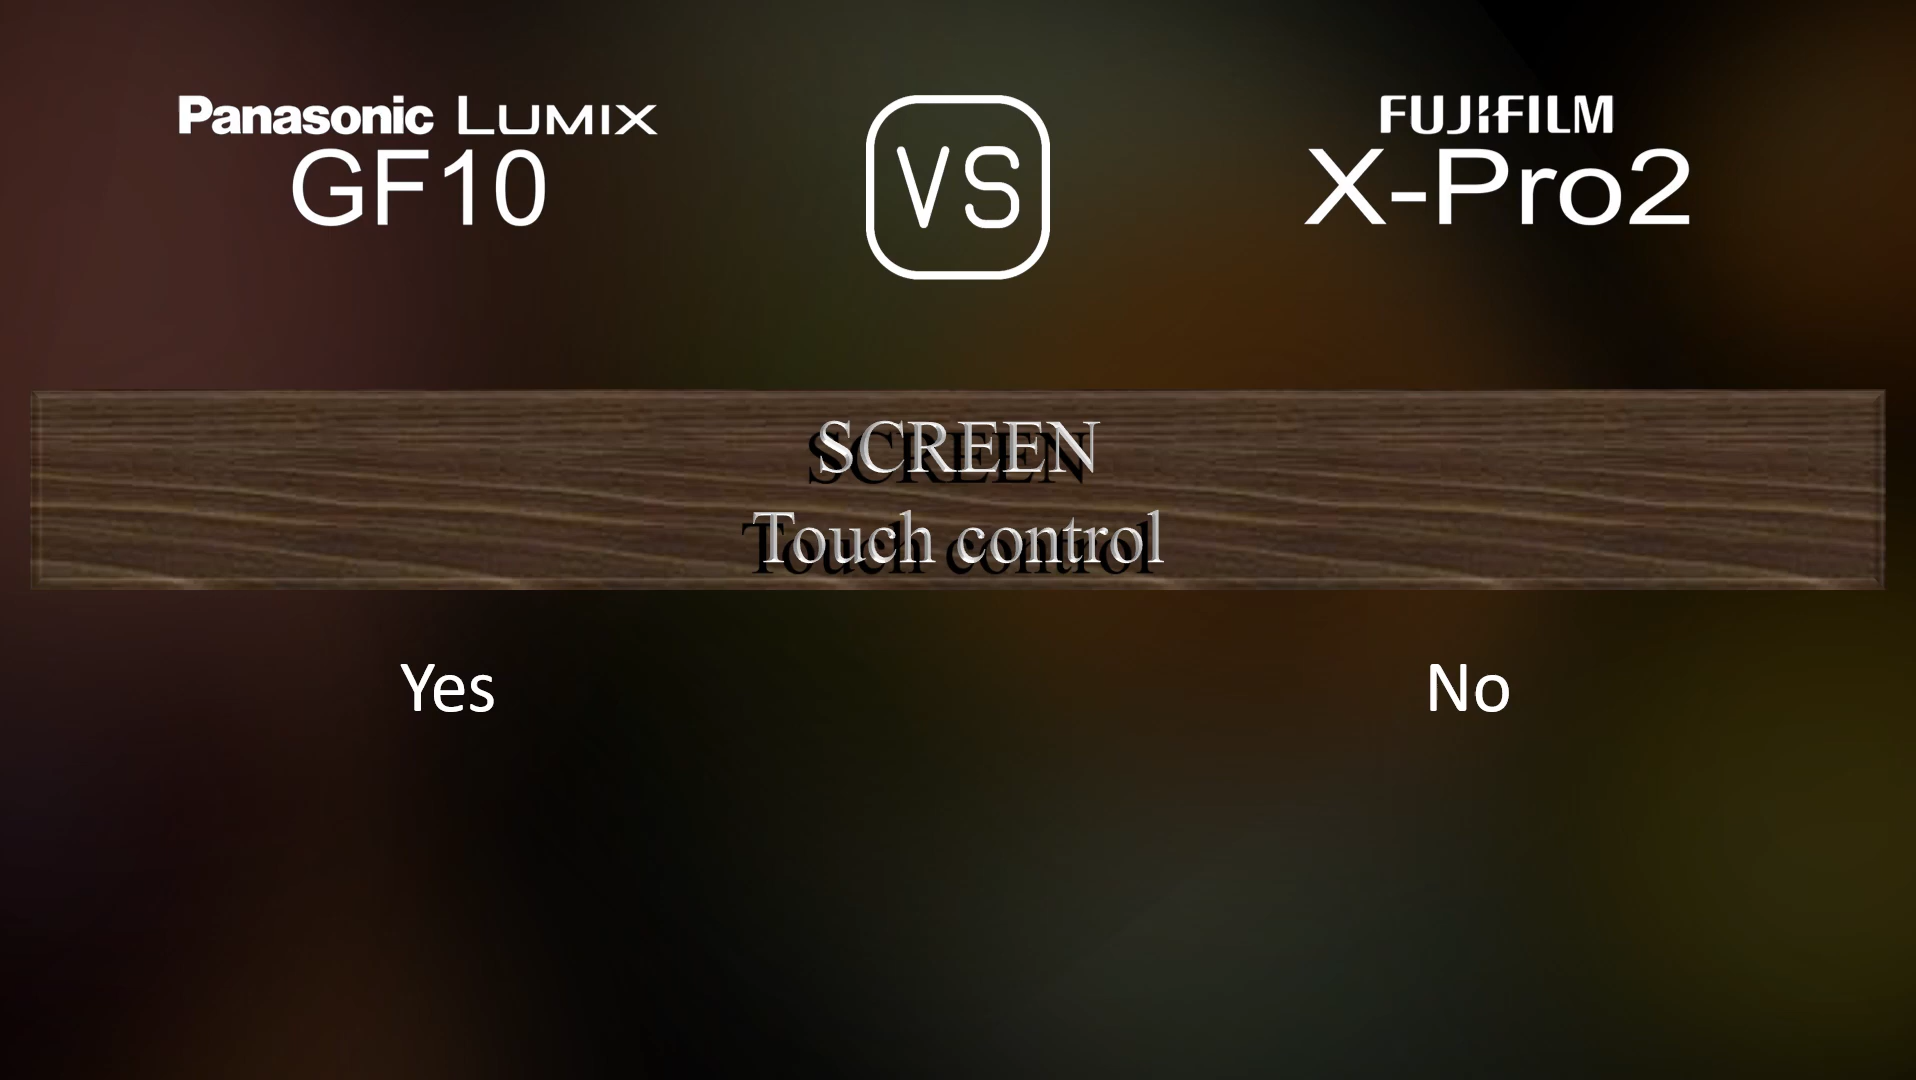 Panasonic LUMIX
GF10
VS
FUJIFILM
X-Pro2
SCREEN
Touch control
Yes
No